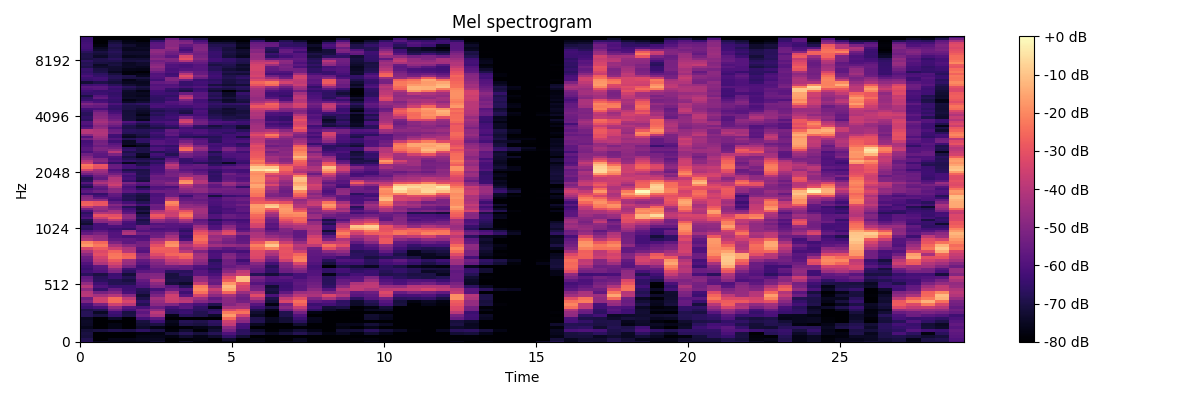 Mel spectrogram
Hz
8192
4096
2048
1024
512
0
0 5 10 15 20 25
Time
+0 dB
-10 dB
-20 dB
-30 dB
-40 dB
-50 dB
-60 dB
-70 dB
-80 dB